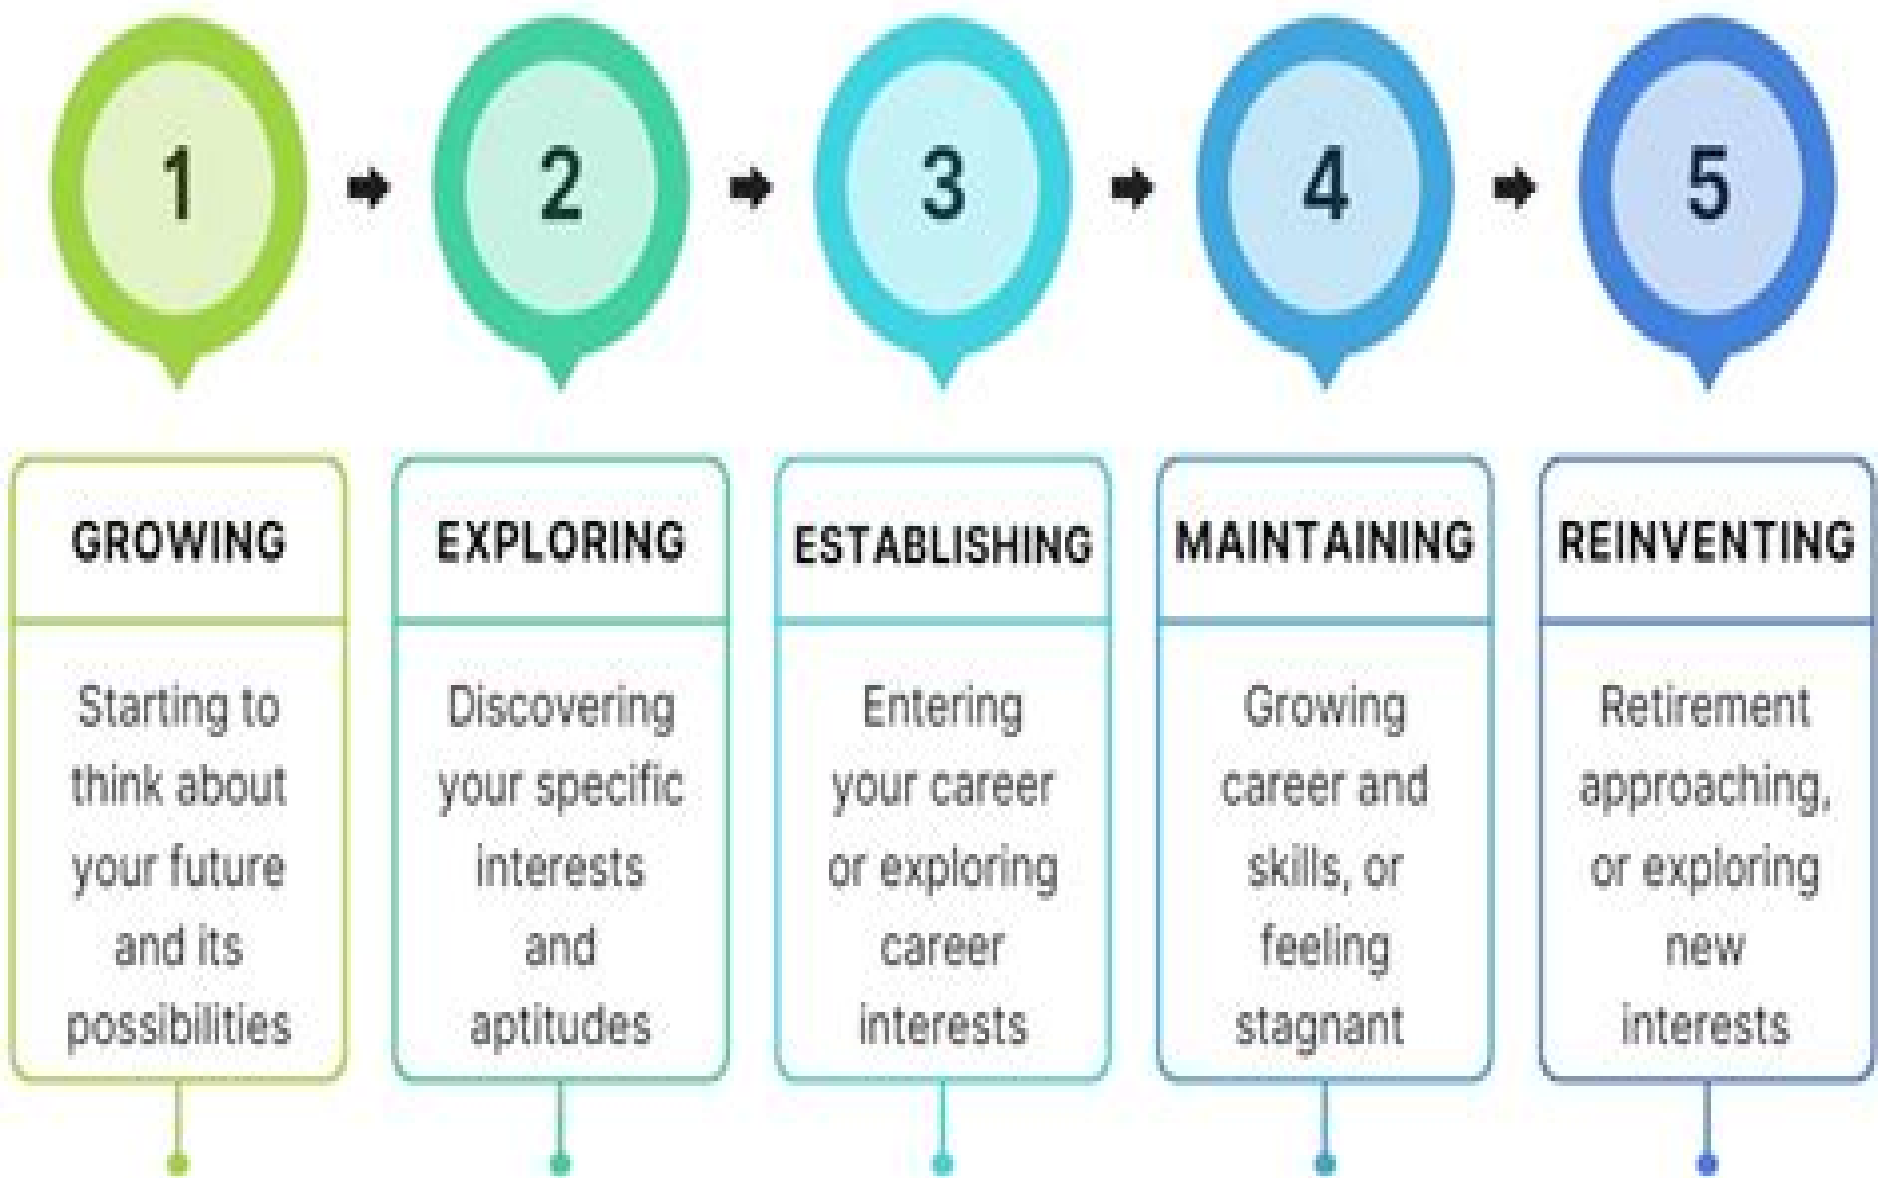 1
2
3
4
5
GROWING
Starting to
think about
your future
and its
possibilities
EXPLORING
Discovering
your specific
interests
and
aptitudes
ESTABLISHING
Entering
your career
or exploring
career
interests
MAINTAINING
Growing
career and
skills, or
feeling
stagnant
REINVENTING
Retirement
approaching,
or exploring
new
interests